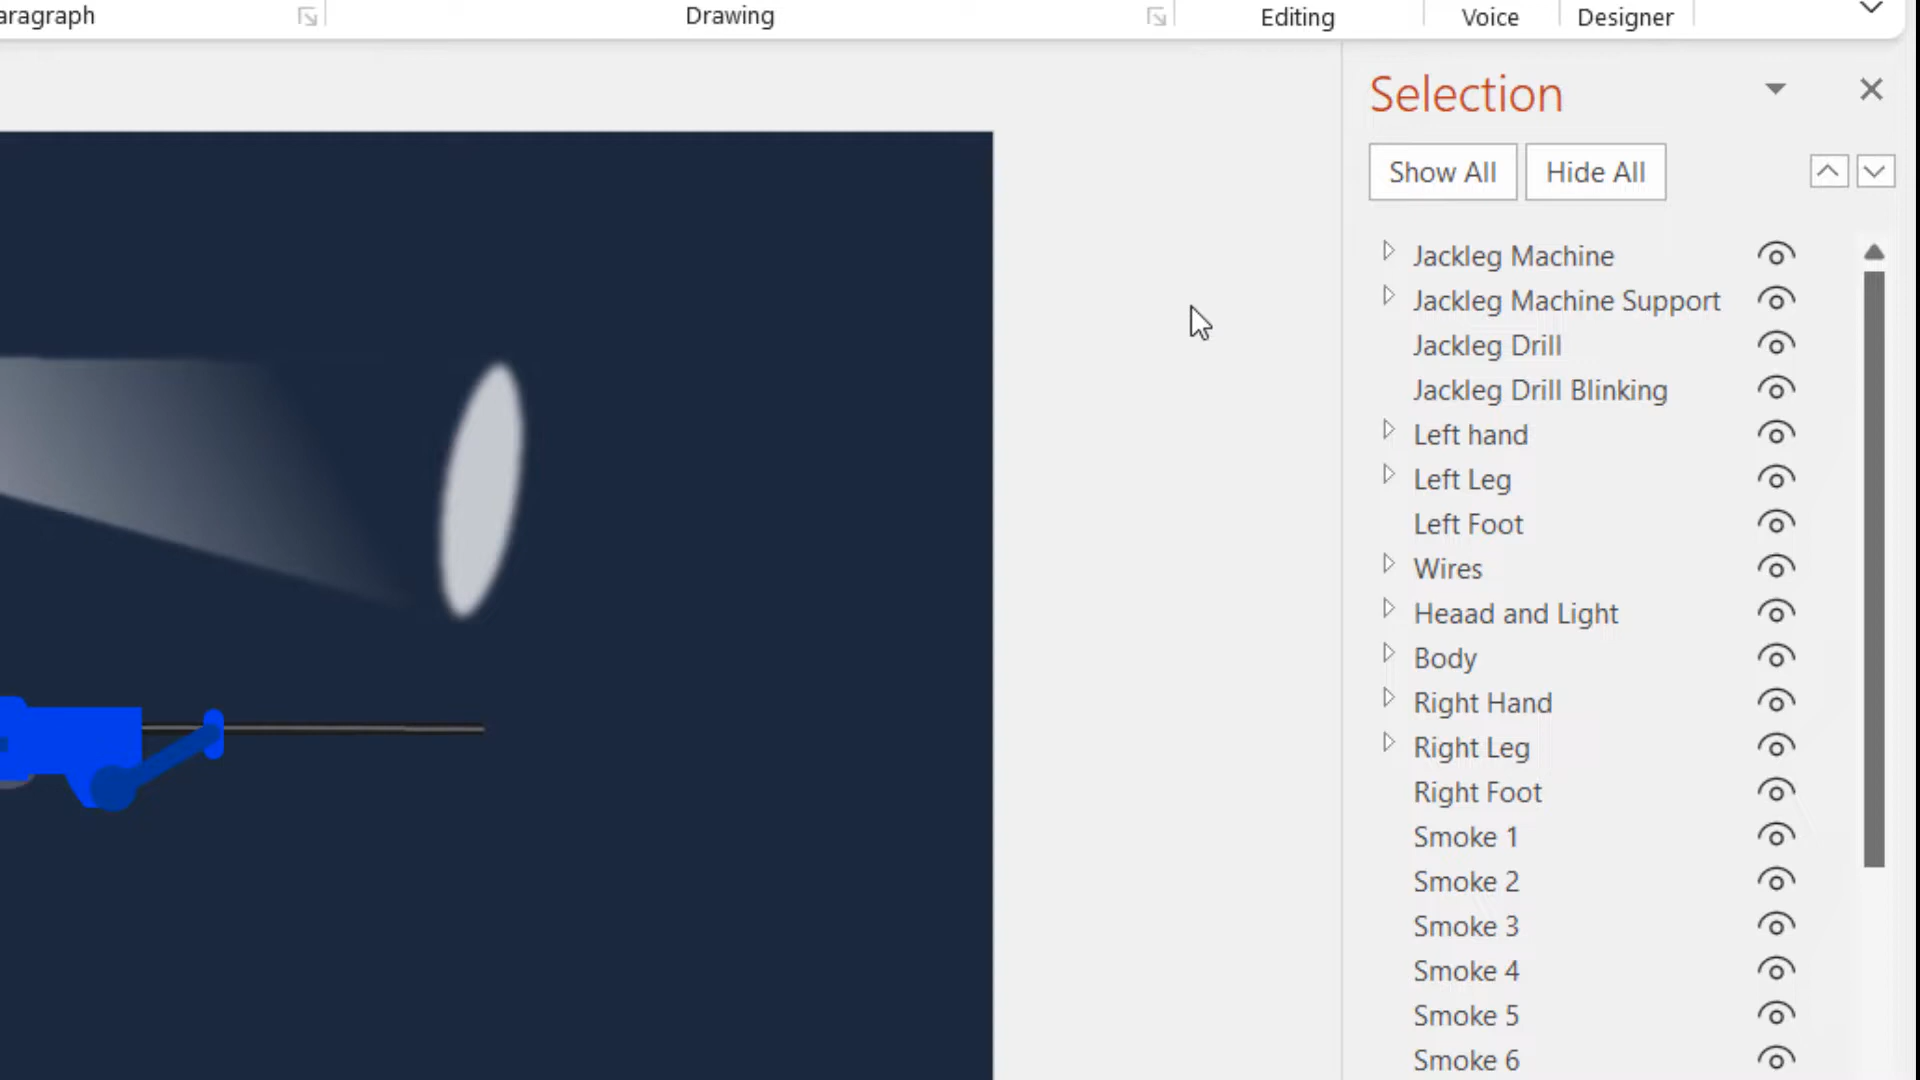 aragraph
Drawing
Editing
Voice
Designer
Selection
Show All
Hide All
Jackleg Machine
Jackleg Machine Support
Jackleg Drill
Jackleg Drill Blinking
Left hand
Left Leg
Left Foot
Wires
Heaad and Light
Body
Right Hand
Right Leg
Right Foot
Smoke 1
Smoke 2
Smoke 3
Smoke 4
Smoke 5
Smoke 6